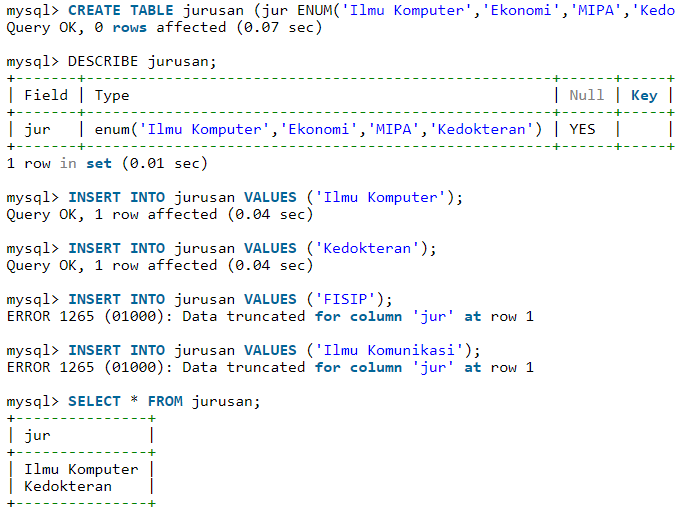 mysql> CREATE TABLE jurusan (jur ENUM('Ilmu Komputer','Ekonomi','MIPA','Kedo
Query OK, 0 rows affected (0.07 sec)
mysql> DESCRIBE jurusan;
+-------+-----------------------------------------------------+------+-----+
| Field | Type                                                | Null | Key |
+-------+-----------------------------------------------------+------+-----+
| jur   | enum('Ilmu Komputer','Ekonomi','MIPA','Kedokteran') | YES  |     |
+-------+-----------------------------------------------------+------+-----+
1 row in set (0.01 sec)
mysql> INSERT INTO jurusan VALUES ('Ilmu Komputer');
Query OK, 1 row affected (0.04 sec)
mysql> INSERT INTO jurusan VALUES ('Kedokteran');
Query OK, 1 row affected (0.04 sec)
mysql> INSERT INTO jurusan VALUES ('FISIP');
ERROR 1265 (01000): Data truncated for column 'jur' at row 1
mysql> INSERT INTO jurusan VALUES ('Ilmu Komunikasi');
ERROR 1265 (01000): Data truncated for column 'jur' at row 1
mysql> SELECT * FROM jurusan;
+---------------+
| jur           |
+---------------+
| Ilmu Komputer |
| Kedokteran    |
+---------------+